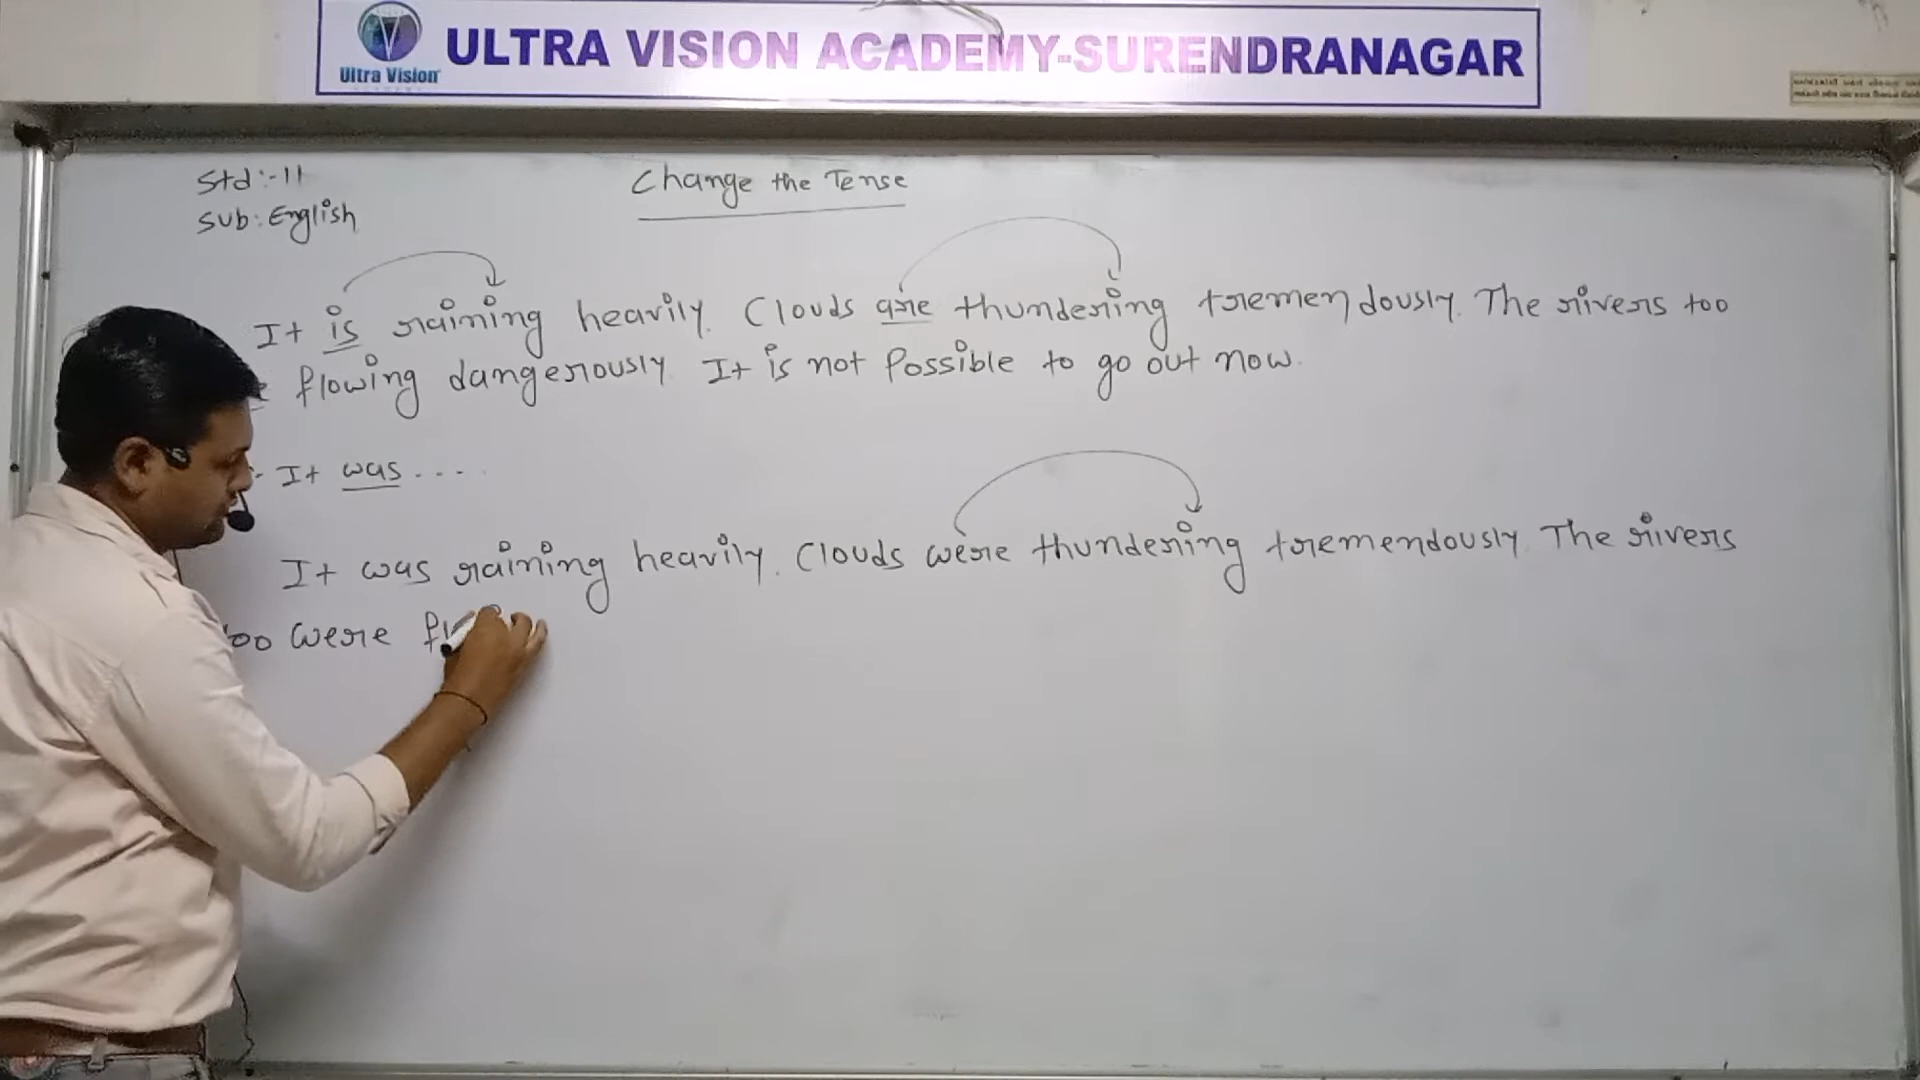 ULTRA VISION ACADEMY-SURENDRANAGAR
Ultra Vision
Std:-11
Sub:English
Change the Tense
It is raining heavily. Clouds are thundering tremendously. The rivers too
flowing dangerously. It is not Possible to go out now.
It was....
It was raining heavily. Clouds were thundering tremendously. The rivers
were